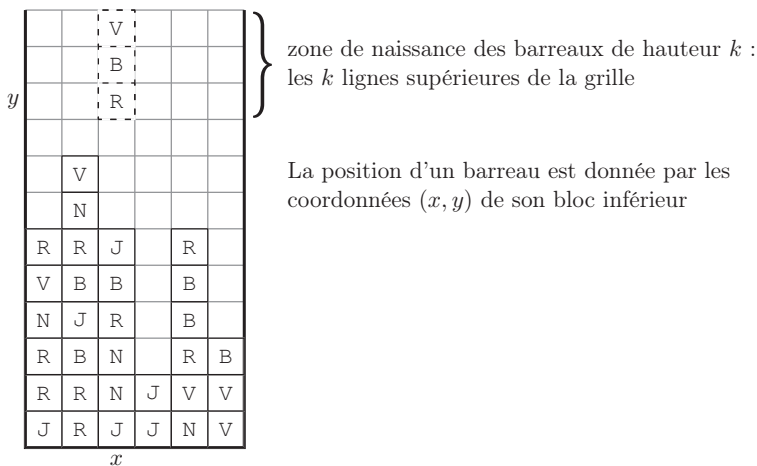 V
B
zone de naissance des barreaux de hauteur k :
les k lignes supérieures de la grille
y
R
V
La position d'un barreau est donnée par les
coordonnées (x, y) de son bloc inférieur
N
R R J R
V B B B
N J R B
R B N R B
R R N J V V
J R J J N V
x